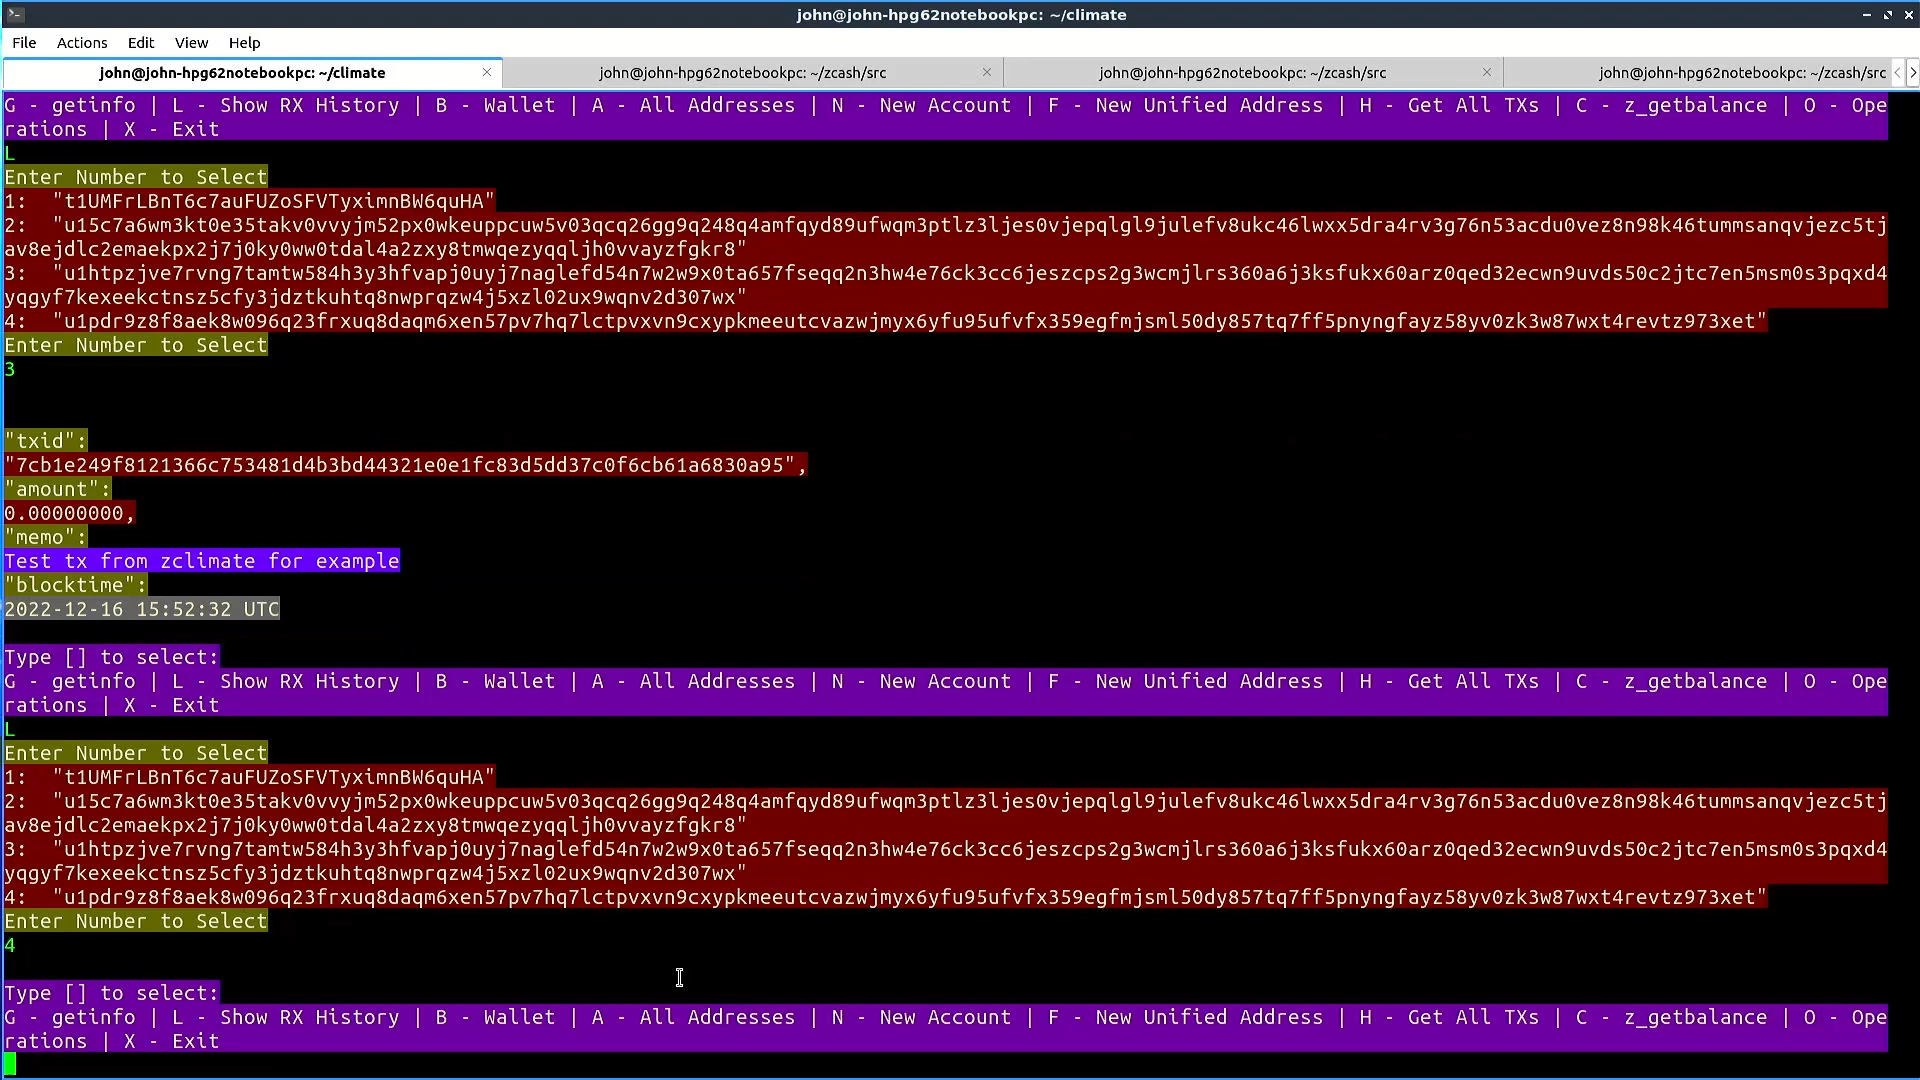 john@john-hpg62notebookpc: ~/climate
File Actions Edit View Help
john@john-hpg62notebookpc: ~/climate john@john-hpg62notebookpc: ~/zcash/src john@john-hpg62notebookpc: ~/zcash/src john@john-hpg62notebookpc: ~/zcash/src
G - getinfo | L - Show RX History | B - Wallet | A - All Addresses | N - New Account | F - New Unified Address | H - Get All TXs | C - z_getbalance | O - Ope
rations | X - Exit
L
Enter Number to Select
1: "t1UMFrLBnT6c7auFUZoSFVTyximnBW6quHA"
2: "u15c7a6wm3kt0e35takv0vvyjm52px0wkeuppcuw5v03qcq26gg9q248q4amfqyd89ufwqm3ptlz3ljes0vjepqlgl9julefv8ukc46lwxx5dra4rv3g76n53acdu0vez8n98k46tummsanqvjezc5tj
av8ejdlc2emaekpx2j7j0ky0ww0tdal4a2zxy8tmwqezyqqljh0vvayzfgkr8"
3: "u1htpzjve7rvng7tamtw584h3y3hfvapj0uyj7naglefd54n7w2w9x0ta657fseqq2n3hw4e76ck3cc6jeszcps2g3wcmjlrs360a6j3ksfukx60arz0qed32ecwn9uvds50c2jtc7en5msm0s3pqxd4
yqgyf7kexeekctnsz5cfy3jdztkuhtq8nwprqzw4j5xzl02ux9wqnv2d307wx"
4: "u1pdr9z8f8aek8w096q23frxuq8daqm6xen57pv7hq7lctpvxvn9cxypkmeeutcvazwjmyx6yfu95ufvfx359egfmjsml50dy857tq7ff5pnyngfayz58yv0zk3w87wxt4revtz973xet"
Enter Number to Select
3
"txid":
"7cb1e249f8121366c753481d4b3bd44321e0e1fc83d5dd37c0f6cb61a6830a95",
"amount":
0.00000000,
"memo":
Test tx from zclimate for example
"blocktime":
2022-12-16 15:52:32 UTC
Type [] to select:
G - getinfo | L - Show RX History | B - Wallet | A - All Addresses | N - New Account | F - New Unified Address | H - Get All TXs | C - z_getbalance | O - Ope
rations | X - Exit
L
Enter Number to Select
1: "t1UMFrLBnT6c7auFUZoSFVTyximnBW6quHA"
2: "u15c7a6wm3kt0e35takv0vvyjm52px0wkeuppcuw5v03qcq26gg9q248q4amfqyd89ufwqm3ptlz3ljes0vjepqlgl9julefv8ukc46lwxx5dra4rv3g76n53acdu0vez8n98k46tummsanqvjezc5tj
av8ejdlc2emaekpx2j7j0ky0ww0tdal4a2zxy8tmwqezyqqljh0vvayzfgkr8"
3: "u1htpzjve7rvng7tamtw584h3y3hfvapj0uyj7naglefd54n7w2w9x0ta657fseqq2n3hw4e76ck3cc6jeszcps2g3wcmjlrs360a6j3ksfukx60arz0qed32ecwn9uvds50c2jtc7en5msm0s3pqxd4
yqgyf7kexeekctnsz5cfy3jdztkuhtq8nwprqzw4j5xzl02ux9wqnv2d307wx"
4: "u1pdr9z8f8aek8w096q23frxuq8daqm6xen57pv7hq7lctpvxvn9cxypkmeeutcvazwjmyx6yfu95ufvfx359egfmjsml50dy857tq7ff5pnyngfayz58yv0zk3w87wxt4revtz973xet"
Enter Number to Select
4
Type [] to select:
G - getinfo | L - Show RX History | B - Wallet | A - All Addresses | N - New Account | F - New Unified Address | H - Get All TXs | C - z_getbalance | O - Ope
rations | X - Exit